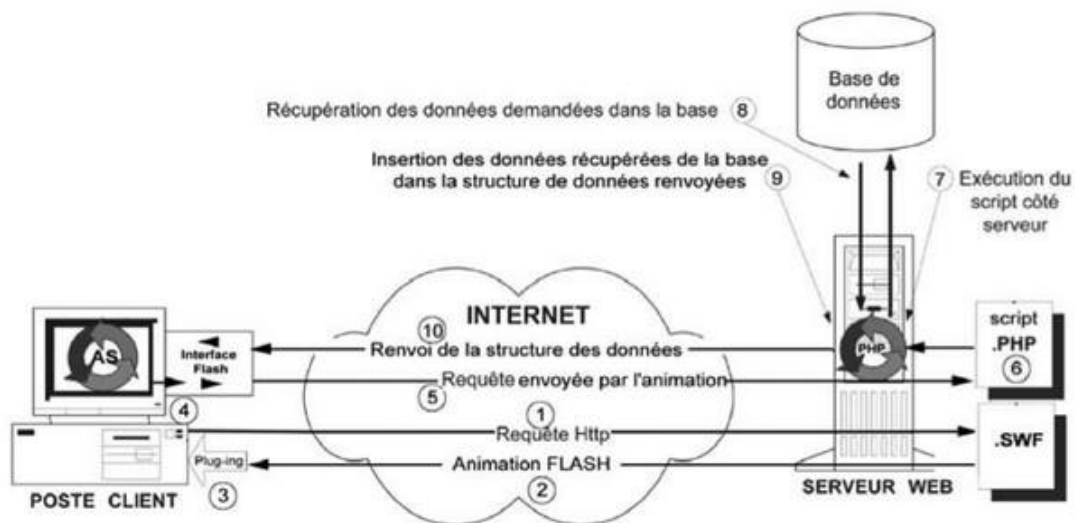 Base de
données
Récupération des données demandées dans la base 8
Insertion des données récupérées de la base
dans la structure de données renvoyées 9
7 Exécution du
script côté
serveur
INTERNET
10
Renvoi de la structure des données
AS
Interface
Flash
PHP
script
.PHP
6
Requête envoyée par l'animation
5
4
1
Requête Http
.SWF
Plug-ing
Animation FLASH
3
2
POSTE CLIENT
SERVEUR WEB